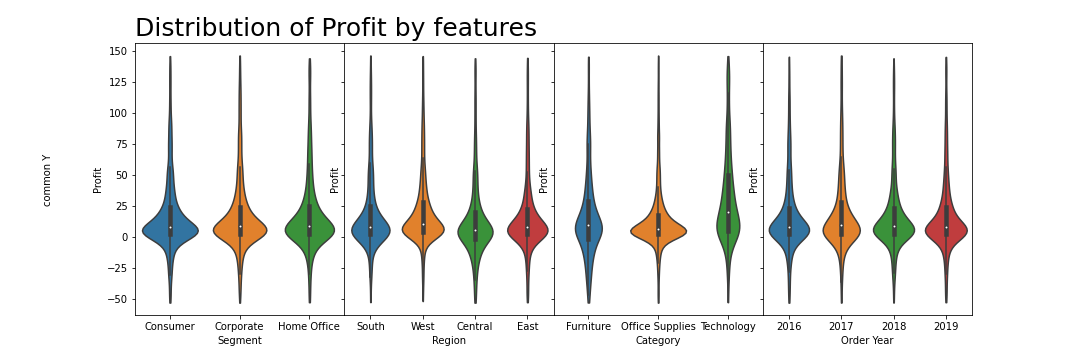 Distribution of Profit by features
common Y
Profit
150
125
100
75
50
25
0
−25
−50
Consumer Corporate Home Office
Segment
Profit
South West Central East
Region
Profit
Furniture Office Supplies Technology
Category
Profit
2016 2017 2018 2019
Order Year